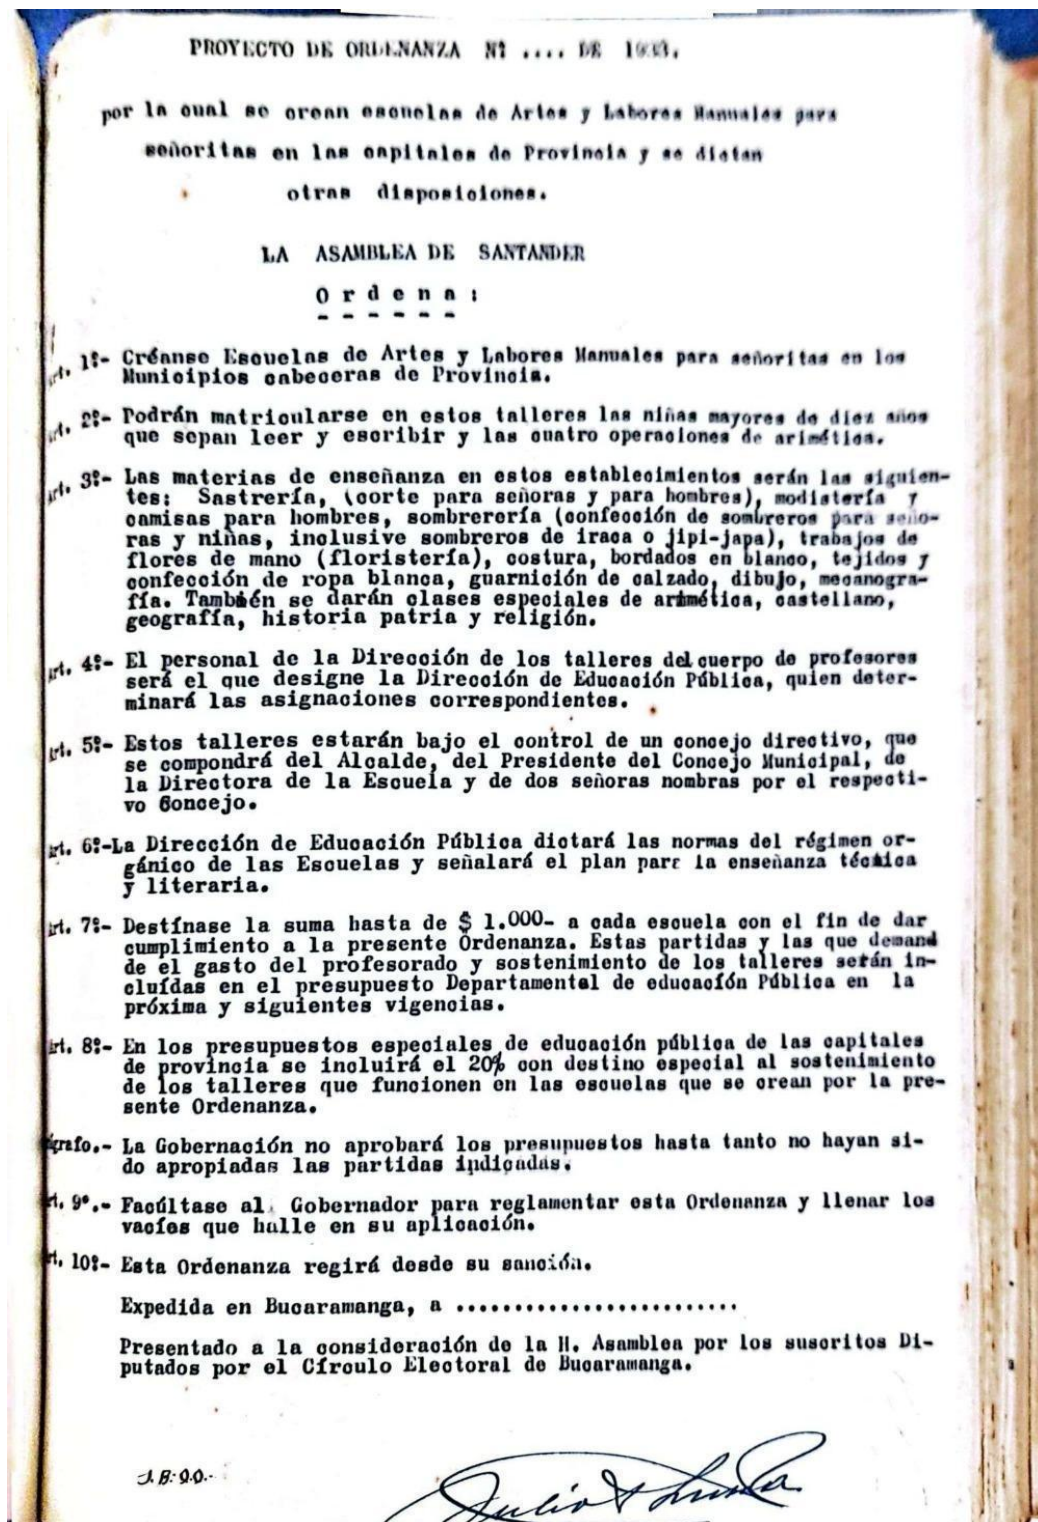 PROYECTO DE ORDENANZA Nº .... DE 1933.
por la cual se crean escuelas de Artes y Labores Manuales para
señoritas en las capitales de Provincia y se dictan
otras disposiciones.
LA ASAMBLEA DE SANTANDER
O r d e n a :
- - - - - -
Art. 1º- Créanse Escuelas de Artes y Labores Manuales para señoritas en los
Municipios cabeceras de Provincia.
Art. 2º- Podrán matricularse en estos talleres las niñas mayores de diez años
que sepan leer y escribir y las cuatro operaciones de arimética.
Art. 3º- Las materias de enseñanza en estos establecimientos serán las siguien-
tes: Sastrería, (corte para señoras y para hombres), modistería y
camisas para hombres, sombrerería (confección de sombreros para seño-
ras y niñas, inclusive sombreros de iraca o jipi-japa), trabajos de
flores de mano (floristería), costura, bordados en blanco, tejidos y
confección de ropa blanca, guarnición de calzado, dibujo, mecanogra-
fía. También se darán clases especiales de arimética, castellano,
geografía, historia patria y religión.
Art. 4º- El personal de la Dirección de los talleres del cuerpo de profesores
será el que designe la Dirección de Educación Pública, quien deter-
minará las asignaciones correspondientes.
Art. 5º- Estos talleres estarán bajo el control de un concejo directivo, que
se compondrá del Alcalde, del Presidente del Concejo Municipal, de
la Directora de la Escuela y de dos señoras nombras por el respecti-
vo Concejo.
Art. 6º-La Dirección de Educación Pública dictará las normas del régimen or-
gánico de las Escuelas y señalará el plan para la enseñanza técnica
y literaria.
Art. 7º- Destínase la suma hasta de $ 1.000- a cada escuela con el fin de dar
cumplimiento a la presente Ordenanza. Estas partidas y las que demand
de el gasto del profesorado y sostenimiento de los talleres serán in-
cluídas en el presupuesto Departamental de educacíón Pública en la
próxima y siguientes vigencias.
Art. 8º- En los presupuestos especiales de educación pública de las capitales
de provincia se incluirá el 20% con destino especial al sostenimiento
de los talleres que funcionen en las escuelas que se crean por la pre-
sente Ordenanza.
ágrafo.- La Gobernación no aprobará los presupuestos hasta tanto no hayan si-
do apropiadas las partidas indicadas.
Art. 9º.- Facúltase al Gobernador para reglamentar esta Ordenanza y llenar los
vacíos que halle en su aplicación.
Art. 10º- Esta Ordenanza regirá desde su sanción.
Expedida en Bucaramanga, a ..........................
Presentado a la consideración de la H. Asamblea por los suscritos Di-
putados por el Círculo Electoral de Bucaramanga.
J.B.
Julio